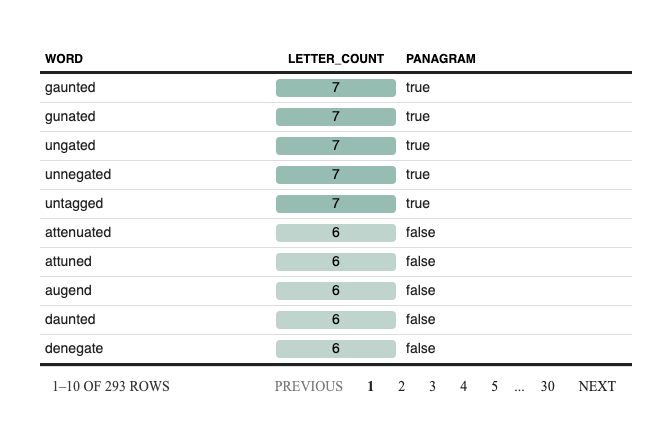 WORD LETTER_COUNT PANAGRAM
gaunted 7 true
gunated 7 true
ungated 7 true
unnegated 7 true
untagged 7 true
attenuated 6 false
attuned 6 false
augend 6 false
daunted 6 false
denegate 6 false
1–10 OF 293 ROWS PREVIOUS 1 2 3 4 5 ... 30 NEXT